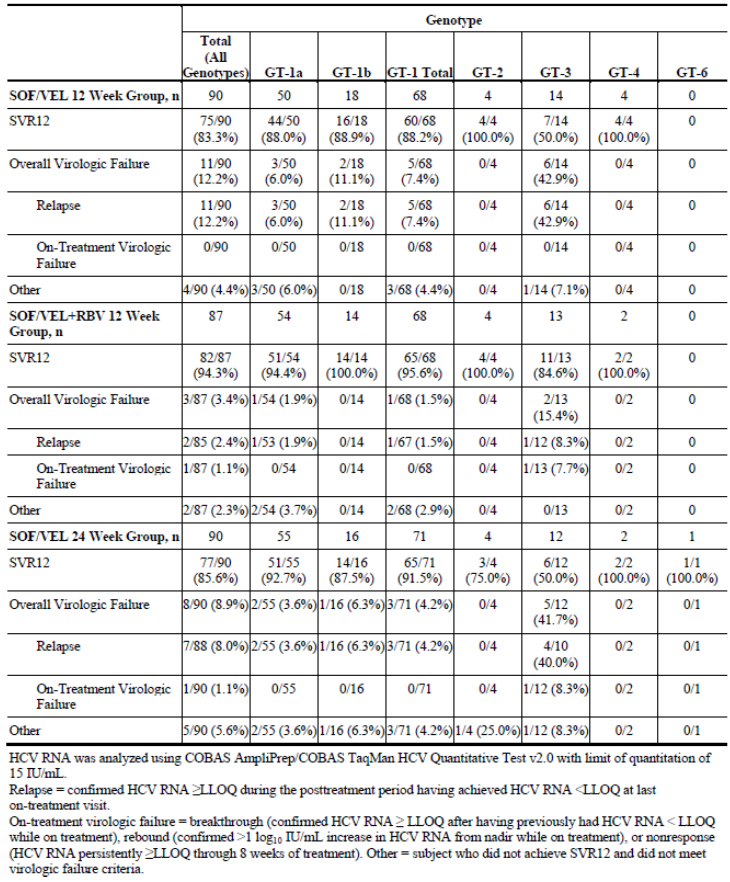 Genotype
Total
(All
Genotypes) GT-1a GT-1b GT-1 Total GT-2 GT-3 GT-4 GT-6
SOF/VEL 12 Week Group, n 90 50 18 68 4 14 4 0
SVR12 75/90 44/50 16/18 60/68 4/4 7/14 4/4 0
(83.3%) (88.0%) (88.9%) (88.2%) (100.0%) (50.0%) (100.0%)
Overall Virologic Failure 11/90 3/50 2/18 5/68 0/4 6/14 0/4 0
(12.2%) (6.0%) (11.1%) (7.4%) (42.9%)
Relapse 11/90 3/50 2/18 5/68 0/4 6/14 0/4 0
(12.2%) (6.0%) (11.1%) (7.4%) (42.9%)
On-Treatment Virologic 0/90 0/50 0/18 0/68 0/4 0/14 0/4 0
Failure
Other 4/90 (4.4%) 3/50 (6.0%) 0/18 3/68 (4.4%) 0/4 1/14 (7.1%) 0/4 0
SOF/VEL+RBV 12 Week 87 54 14 68 4 13 2 0
Group, n
SVR12 82/87 51/54 14/14 65/68 4/4 11/13 2/2 0
(94.3%) (94.4%) (100.0%) (95.6%) (100.0%) (84.6%) (100.0%)
Overall Virologic Failure 3/87 (3.4%) 1/54 (1.9%) 0/14 1/68 (1.5%) 0/4 2/13 0/2 0
(15.4%)
Relapse 2/85 (2.4%) 1/53 (1.9%) 0/14 1/67 (1.5%) 0/4 1/12 (8.3%) 0/2 0
On-Treatment Virologic 1/87 (1.1%) 0/54 0/14 0/68 0/4 1/13 (7.7%) 0/2 0
Failure
Other 2/87 (2.3%) 2/54 (3.7%) 0/14 2/68 (2.9%) 0/4 0/13 0/2 0
SOF/VEL 24 Week Group, n 90 55 16 71 4 12 2 1
SVR12 77/90 51/55 14/16 65/71 3/4 6/12 2/2 1/1
(85.6%) (92.7%) (87.5%) (91.5%) (75.0%) (50.0%) (100.0%) (100.0%)
Overall Virologic Failure 8/90 (8.9%) 2/55 (3.6%) 1/16 (6.3%) 3/71 (4.2%) 0/4 5/12 0/2 0/1
(41.7%)
Relapse 7/88 (8.0%) 2/55 (3.6%) 1/16 (6.3%) 3/71 (4.2%) 0/4 4/10 0/2 0/1
(40.0%)
On-Treatment Virologic 1/90 (1.1%) 0/55 0/16 0/71 0/4 1/12 (8.3%) 0/2 0/1
Failure
Other 5/90 (5.6%) 2/55 (3.6%) 1/16 (6.3%) 3/71 (4.2%) 1/4 (25.0%) 1/12 (8.3%) 0/2 0/1
HCV RNA was analyzed using COBAS AmpliPrep/COBAS TaqMan HCV Quantitative Test v2.0 with limit of quantitation of
15 IU/mL.
Relapse = confirmed HCV RNA ≥LLOQ during the posttreatment period having achieved HCV RNA <LLOQ at last
on-treatment visit.
On-treatment virologic failure = breakthrough (confirmed HCV RNA ≥ LLOQ after having previously had HCV RNA < LLOQ
while on treatment), rebound (confirmed >1 log₁₀ IU/mL increase in HCV RNA from nadir while on treatment), or nonresponse
(HCV RNA persistently ≥LLOQ through 8 weeks of treatment). Other = subject who did not achieve SVR12 and did not meet
virologic failure criteria.